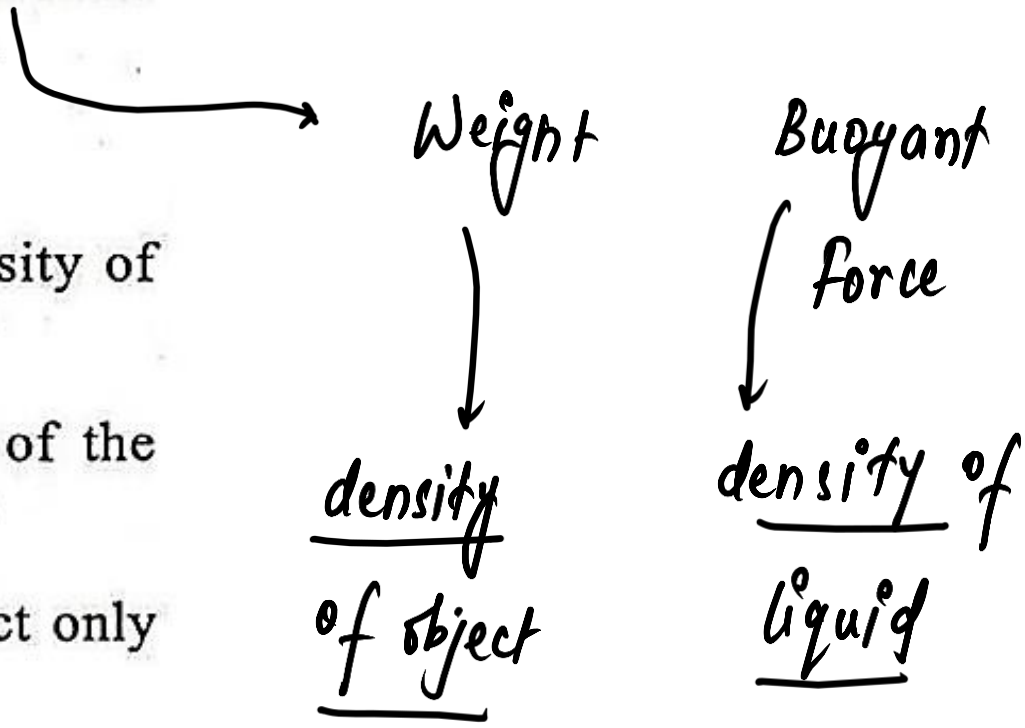 Weight Buoyant
sity of force
of the density density of
ct only of object liquid